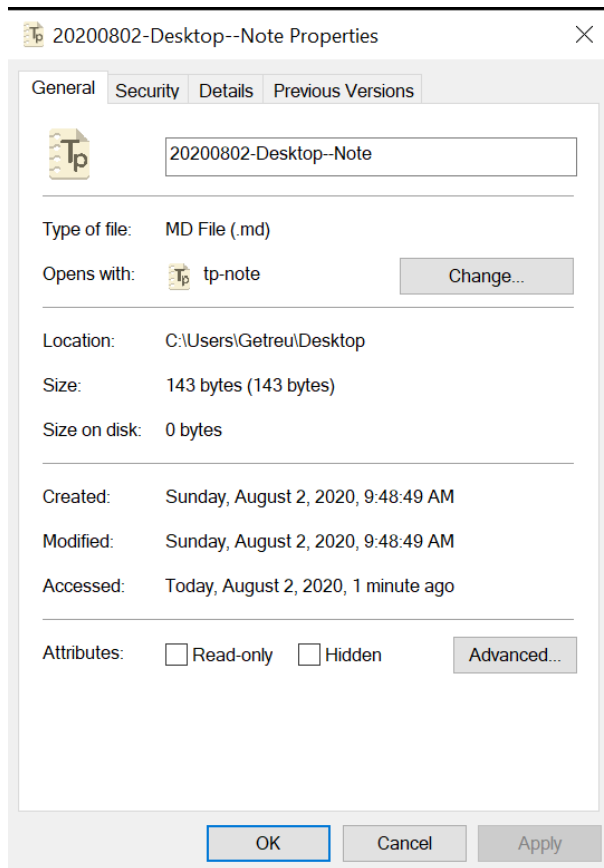 Tp 20200802-Desktop--Note Properties
General Security Details Previous Versions
Tp 20200802-Desktop--Note
Type of file: MD File (.md)
Opens with: Tp tp-note Change...
Location: C:\Users\Getreu\Desktop
Size: 143 bytes (143 bytes)
Size on disk: 0 bytes
Created: Sunday, August 2, 2020, 9:48:49 AM
Modified: Sunday, August 2, 2020, 9:48:49 AM
Accessed: Today, August 2, 2020, 1 minute ago
Attributes: Read-only Hidden Advanced...
OK Cancel Apply